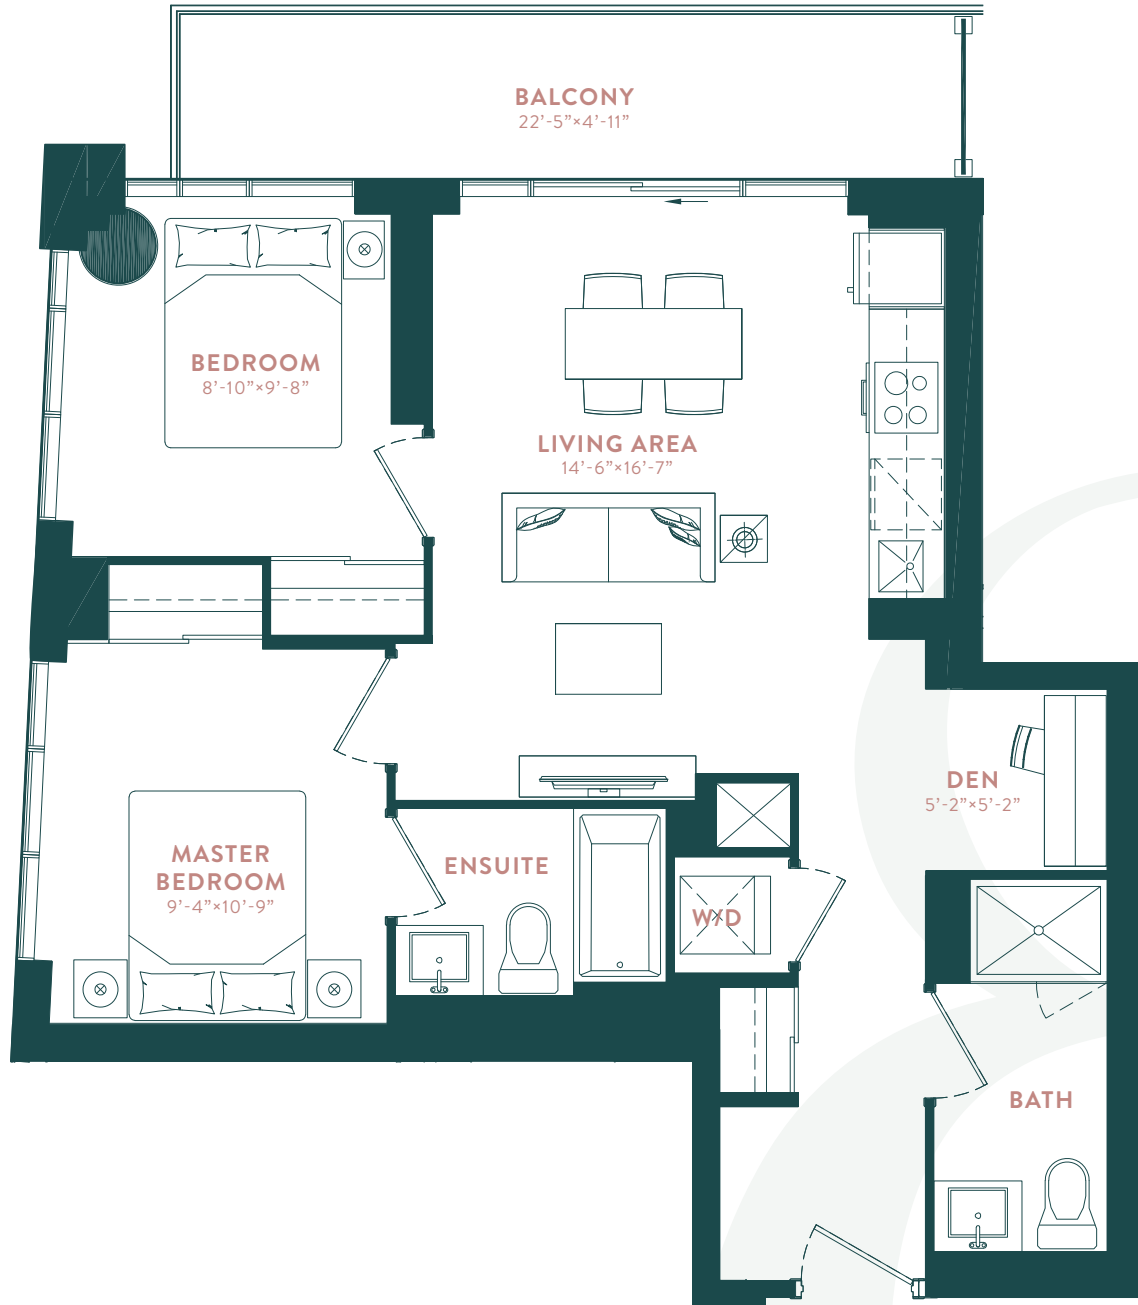 BALCONY
22’-5”×4’-11”
BEDROOM
8’-10”×9’-8”
LIVING AREA
14’-6”×16’-7”
DEN
5’-2”×5’-2”
MASTER
BEDROOM
9’-4”×10’-9”
ENSUITE
W/D
BATH